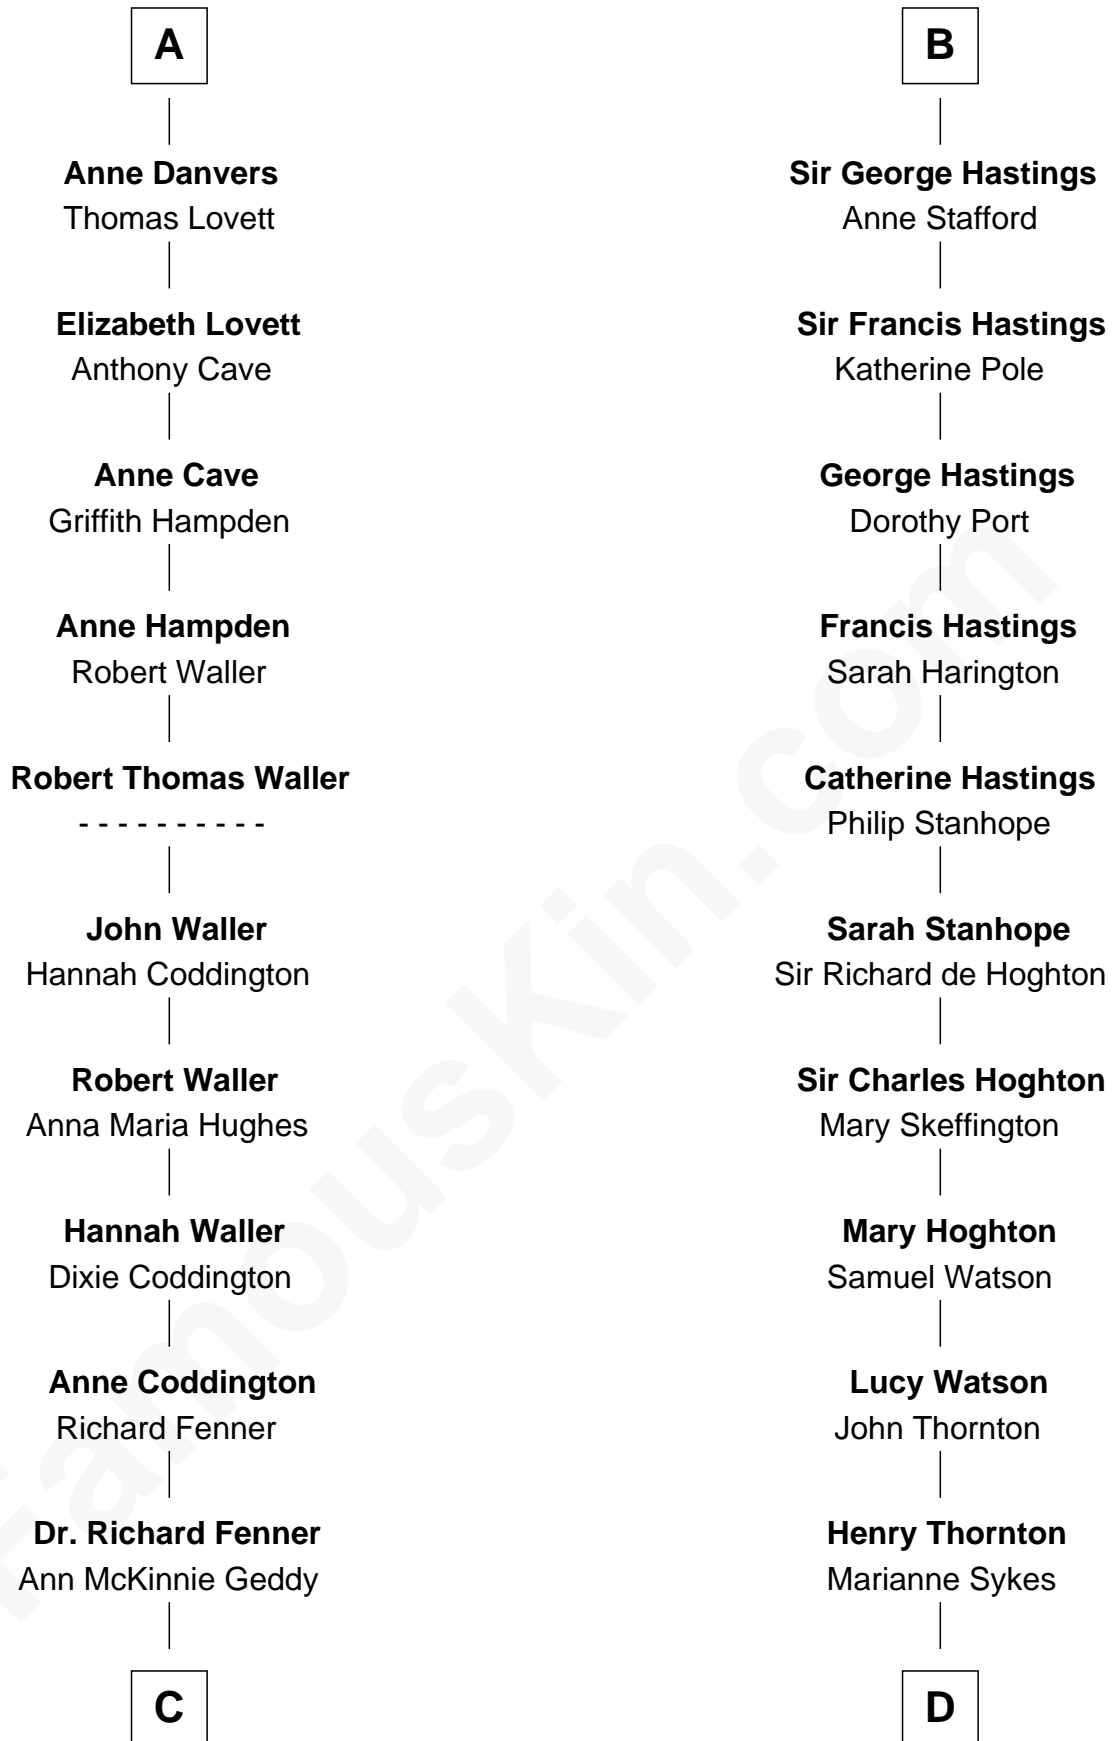 A
Anne Danvers
Thomas Lovett
Elizabeth Lovett
Anthony Cave
Anne Cave
Griffith Hampden
Anne Hampden
Robert Waller
Robert Thomas Waller
- - - - - - - - - -
John Waller
Hannah Coddington
Robert Waller
Anna Maria Hughes
Hannah Waller
Dixie Coddington
Anne Coddington
Richard Fenner
Dr. Richard Fenner
Ann McKinnie Geddy
C
B
Sir George Hastings
Anne Stafford
Sir Francis Hastings
Katherine Pole
George Hastings
Dorothy Port
Francis Hastings
Sarah Harington
Catherine Hastings
Philip Stanhope
Sarah Stanhope
Sir Richard de Hoghton
Sir Charles Hoghton
Mary Skeffington
Mary Hoghton
Samuel Watson
Lucy Watson
John Thornton
Henry Thornton
Marianne Sykes
D
FamousKin.com